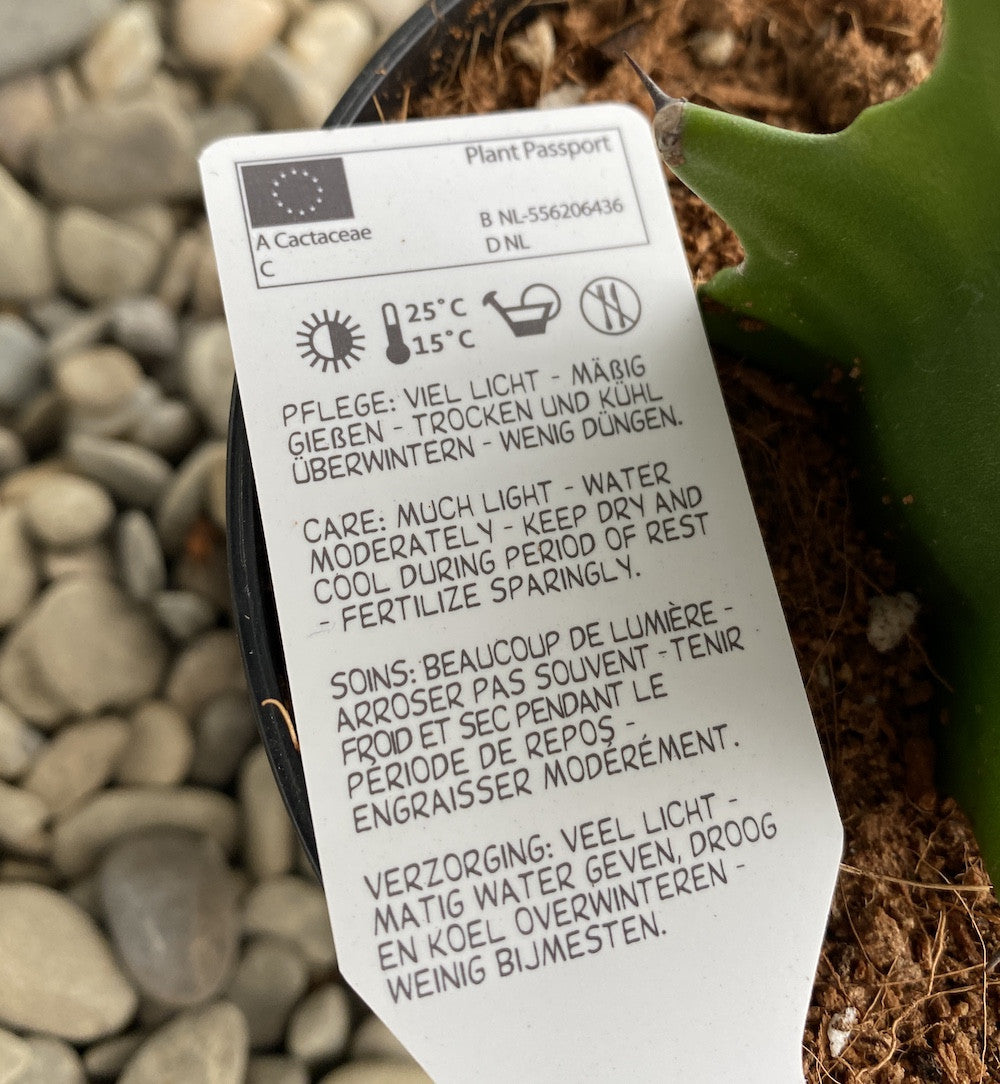 Plant Passport
A Cactaceae
B NL-556206436
C
D NL
25°C
15°C
PFLEGE: VIEL LICHT - MÄßIG
GIEßEN - TROCKEN UND KÜHL
ÜBERWINTERN - WENIG DÜNGEN.
CARE: MUCH LIGHT - WATER
MODERATELY - KEEP DRY AND
COOL DURING PERIOD OF REST
- FERTILIZE SPARINGLY.
SOINS: BEAUCOUP DE LUMIÈRE -
ARROSER PAS SOUVENT - TENIR
FROID ET SEC PENDANT LE
PÉRIODE DE REPOS -
ENGRAISSER MODÉRÉMENT.
VERZORGING: VEEL LICHT -
MATIG WATER GEVEN, DROOG
EN KOEL OVERWINTEREN -
WEINIG BIJMESTEN.